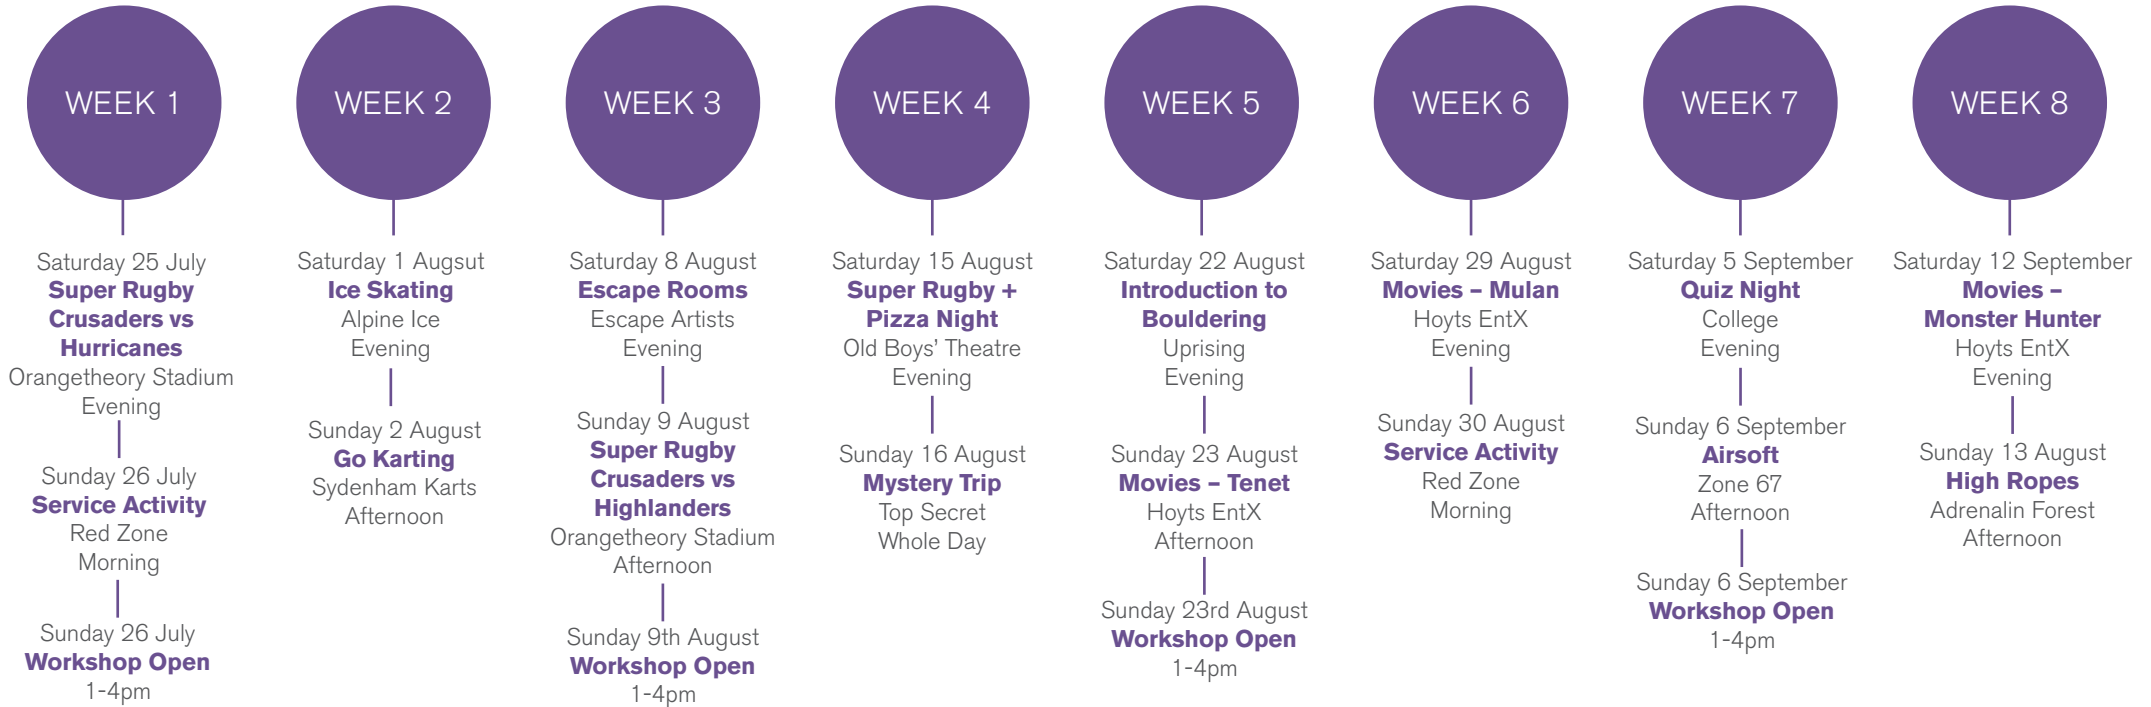 WEEK 1
Saturday 25 July
Super Rugby
Crusaders vs
Hurricanes
Orangetheory Stadium
Evening
Sunday 26 July
Service Activity
Red Zone
Morning
Sunday 26 July
Workshop Open
1-4pm
WEEK 2
Saturday 1 Augsut
Ice Skating
Alpine Ice
Evening
Sunday 2 August
Go Karting
Sydenham Karts
Afternoon
WEEK 3
Saturday 8 August
Escape Rooms
Escape Artists
Evening
Sunday 9 August
Super Rugby
Crusaders vs
Highlanders
Orangetheory Stadium
Afternoon
Sunday 9th August
Workshop Open
1-4pm
WEEK 4
Saturday 15 August
Super Rugby +
Pizza Night
Old Boys' Theatre
Evening
Sunday 16 August
Mystery Trip
Top Secret
Whole Day
WEEK 5
Saturday 22 August
Introduction to
Bouldering
Uprising
Evening
Sunday 23 August
Movies – Tenet
Hoyts EntX
Afternoon
Sunday 23rd August
Workshop Open
1-4pm
WEEK 6
Saturday 29 August
Movies – Mulan
Hoyts EntX
Evening
Sunday 30 August
Service Activity
Red Zone
Morning
WEEK 7
Saturday 5 September
Quiz Night
College
Evening
Sunday 6 September
Airsoft
Zone 67
Afternoon
Sunday 6 September
Workshop Open
1-4pm
WEEK 8
Saturday 12 September
Movies –
Monster Hunter
Hoyts EntX
Evening
Sunday 13 August
High Ropes
Adrenalin Forest
Afternoon